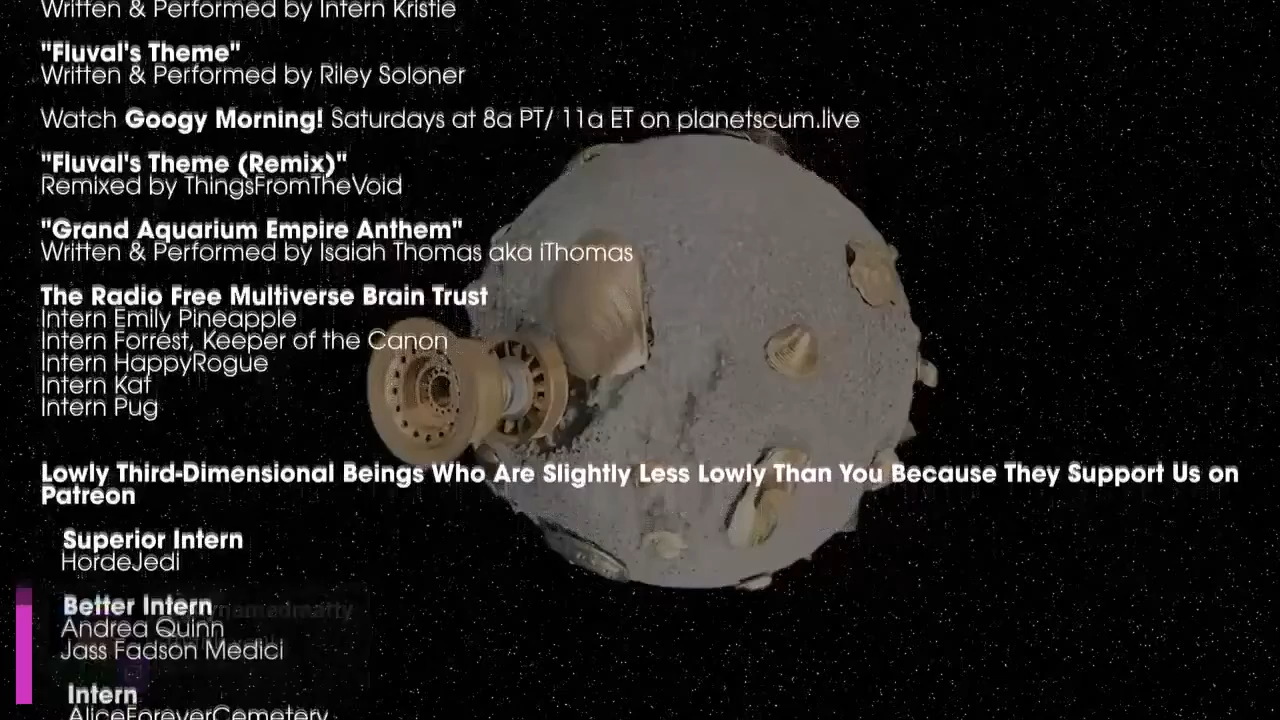 Written & Performed by Intern Kristie
"Fluval's Theme"
Written & Performed by Riley Soloner
Watch Googy Morning! Saturdays at 8a PT/ 11a ET on planetscum.live
"Fluval's Theme (Remix)"
Remixed by ThingsFromTheVoid
"Grand Aquarium Empire Anthem"
Written & Performed by Isaiah Thomas aka iThomas
The Radio Free Multiverse Brain Trust
Intern Emily Pineapple
Intern Forrest, Keeper of the Canon
Intern HappyRogue
Intern Kat
Intern Pug
Lowly Third-Dimensional Beings Who Are Slightly Less Lowly Than You Because They Support Us on
Patreon
Superior Intern
HordeJedi
Better Intern
Andrea Quinn
Jass Fadson Medici
Intern
AliceForeverCemetery